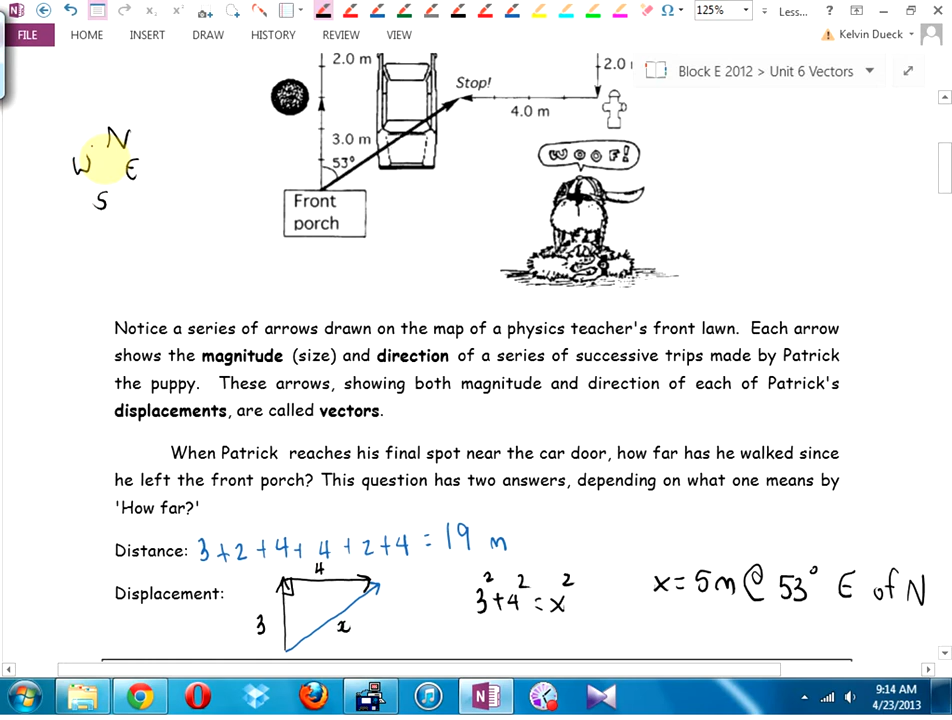 125%
Less...
?
FILE
HOME
INSERT
DRAW
HISTORY
REVIEW
VIEW
Kelvin Dueck
Block E 2012 > Unit 6 Vectors
2.0 m
Stop!
2.0
4.0 m
3.0 m
53°
Front
porch
WOOF!
N
W E
S
Notice a series of arrows drawn on the map of a physics teacher's front lawn. Each arrow
shows the magnitude (size) and direction of a series of successive trips made by Patrick
the puppy. These arrows, showing both magnitude and direction of each of Patrick's
displacements, are called vectors.
When Patrick reaches his final spot near the car door, how far has he walked since
he left the front porch? This question has two answers, depending on what one means by
'How far?'
Distance: 3+2+4+4+2+4 = 19 m
Displacement:
4
3
x
3²+4²=x²
x=5m@ 53° E of N
9:14 AM
4/23/2013